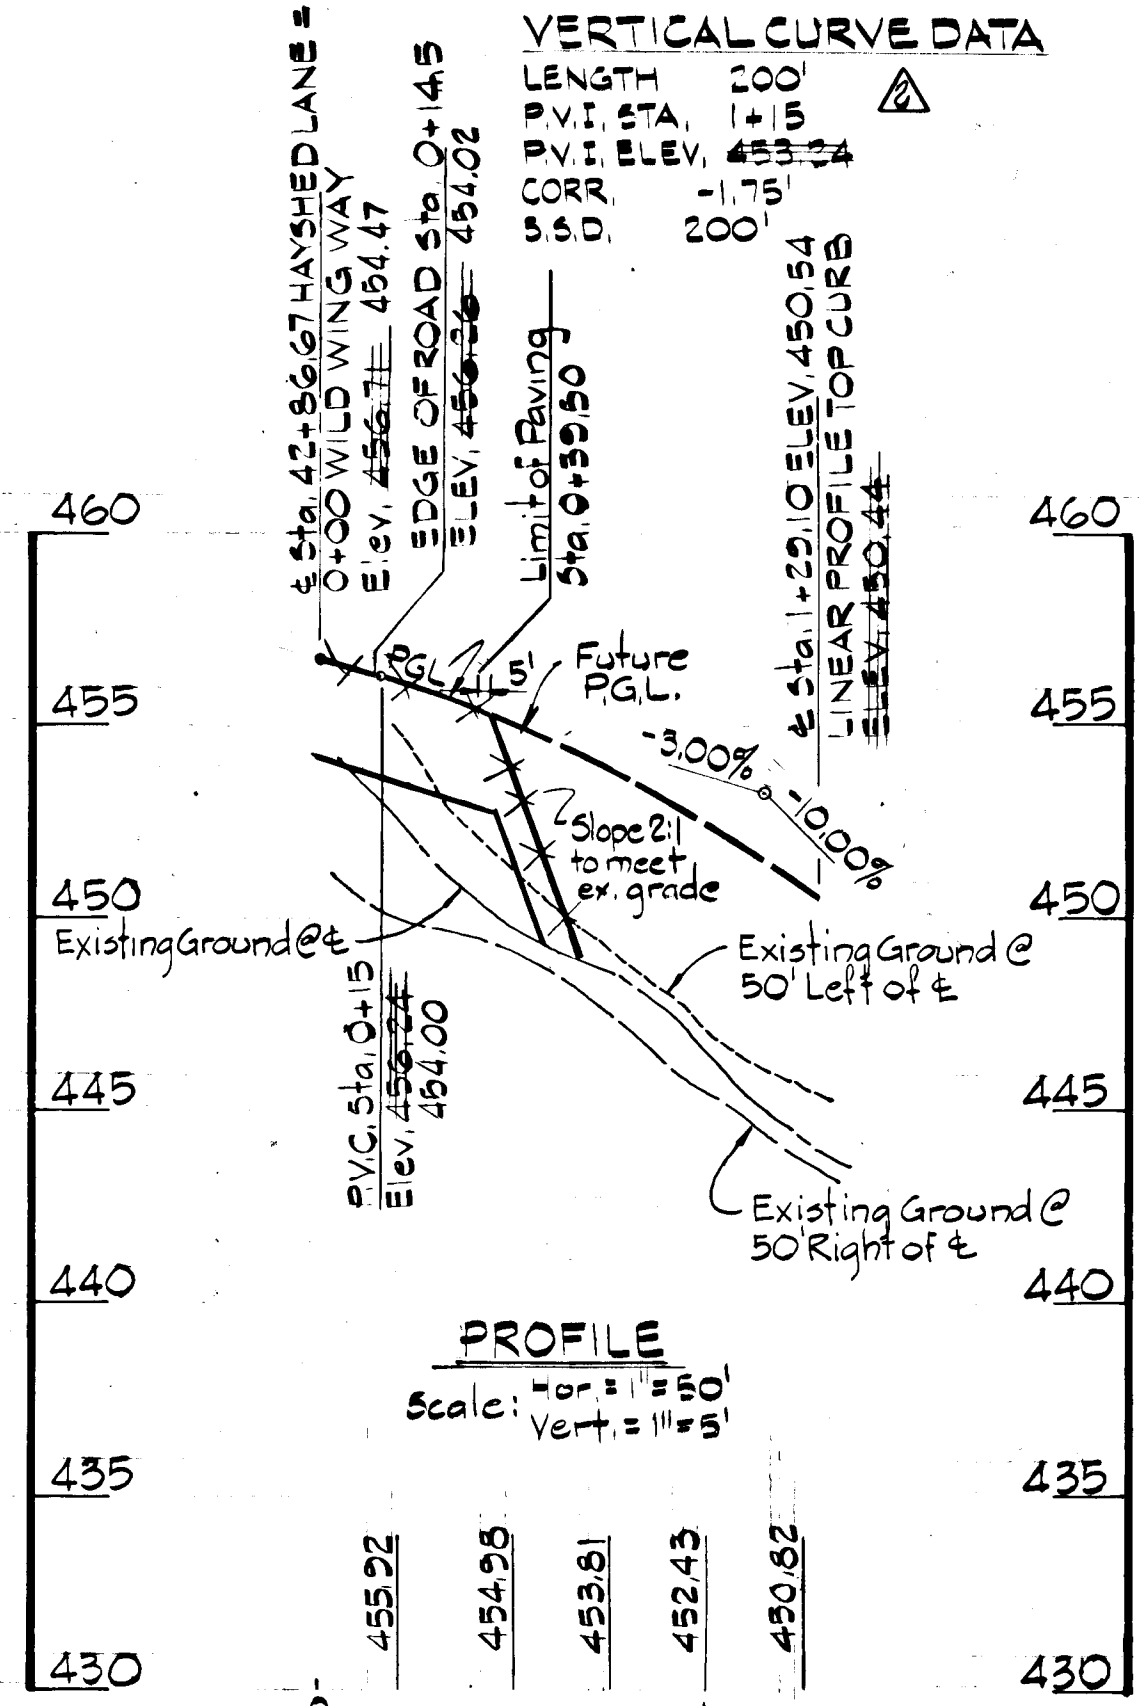 VERTICAL CURVE DATA
LENGTH 200'
P.V.I. STA. 1+15
P.V.I. ELEV. 453.24
CORR. -1.75'
S.S.D. 200'
2
℄ Sta. 42+86.67 HAYSHED LANE =
0+00 WILD WING WAY
Elev. 456.71 454.47
EDGE OF ROAD Sta. 0+14.5
ELEV. 456.26 454.02
Limit of Paving
Sta. 0+39.50
℄ Sta. 1+29.10 ELEV. 450.54
LINEAR PROFILE TOP CURB
ELEV. 450.44
460
460
PGL
5'
Future
P.G.L.
455
455
-3.00%
-10.00%
Slope 2:1
to meet
ex. grade
450
450
Existing Ground @ ℄
Existing Ground @
50' Left of ℄
P.V.C. Sta. 0+15
Elev. 456.24
454.00
445
445
Existing Ground @
50' Right of ℄
440
440
PROFILE
Scale: Hor. = 1" = 50'
Vert. = 1" = 5'
435
435
455.92
454.98
453.81
452.43
450.82
430
430